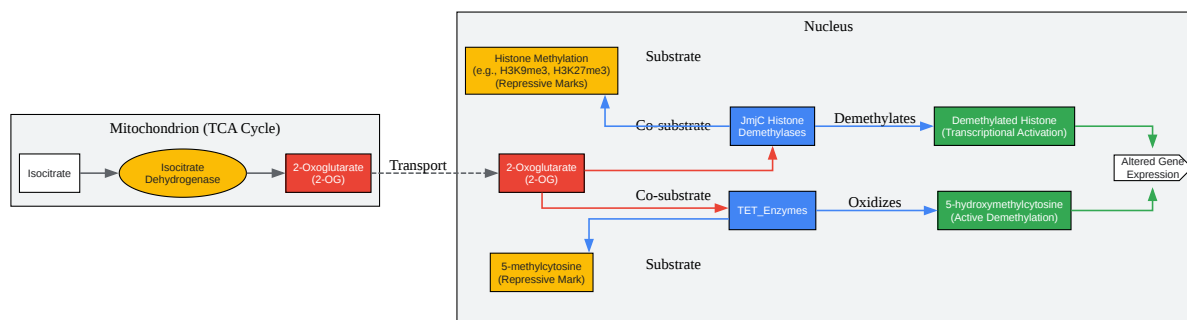 Nucleus
Histone Methylation
(e.g., H3K9me3, H3K27me3)
(Repressive Marks)
Substrate
Mitochondrion (TCA Cycle)
Isocitrate
Isocitrate
Dehydrogenase
2-Oxoglutarate
(2-OG)
Transport
2-Oxoglutarate
(2-OG)
Co-substrate
JmjC Histone
Demethylases
Demethylates
Demethylated Histone
(Transcriptional Activation)
Co-substrate
TET_Enzymes
Oxidizes
5-hydroxymethylcytosine
(Active Demethylation)
Altered Gene
Expression
5-methylcytosine
(Repressive Mark)
Substrate